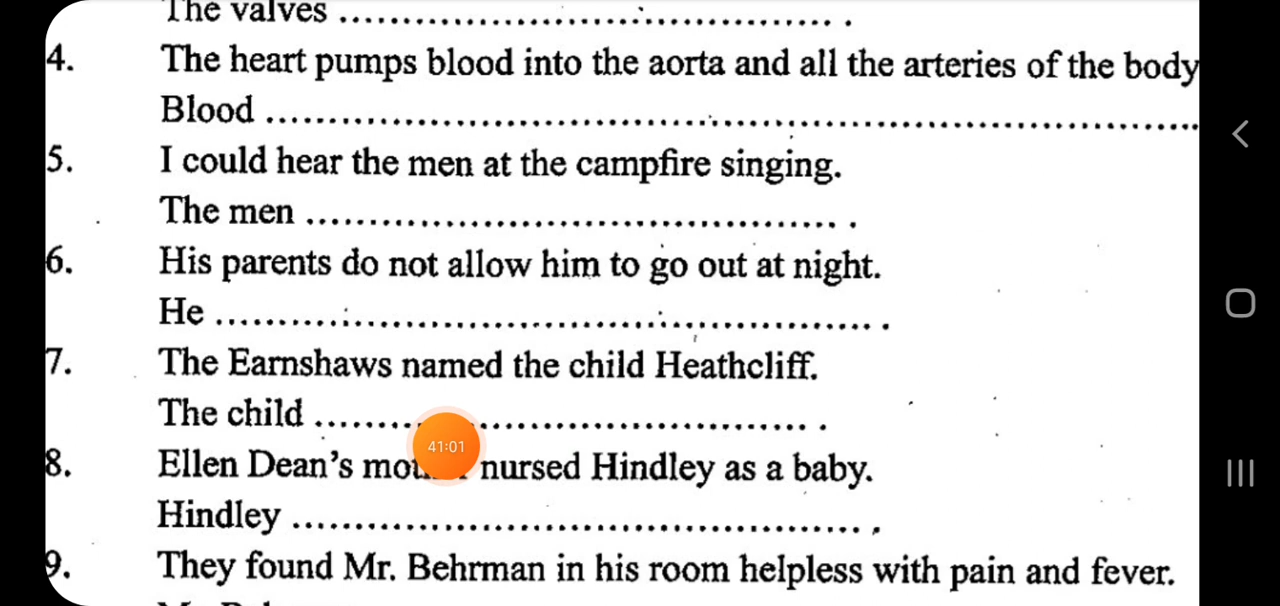 The valves ...................................................... .
4. The heart pumps blood into the aorta and all the arteries of the body
Blood ................................................................................
5. I could hear the men at the campfire singing.
The men .......................................... .
6. His parents do not allow him to go out at night.
He ..................................................... .
7. The Earnshaws named the child Heathcliff.
The child ....................................... .
41:01
8. Ellen Dean's nursed Hindley as a baby.
Hindley ............................................. .
9. They found Mr. Behrman in his room helpless with pain and fever.